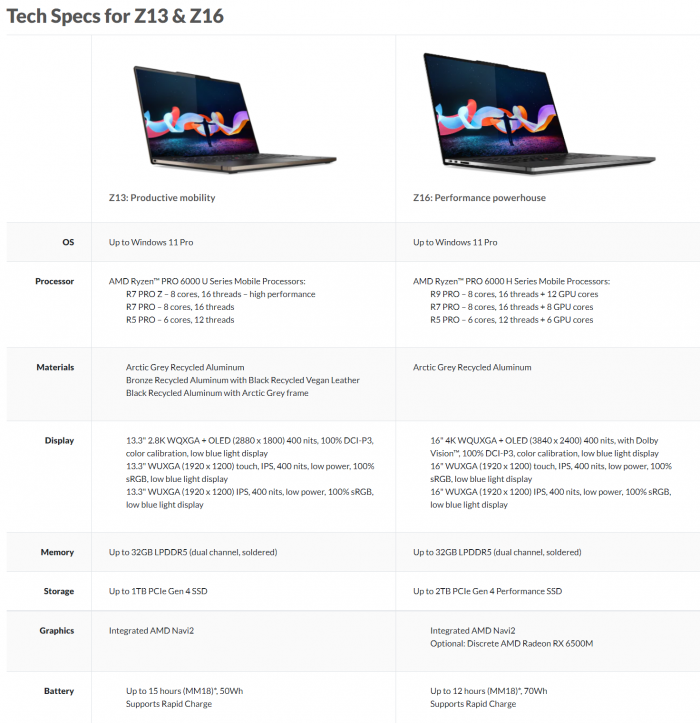 Tech Specs for Z13 & Z16
Z13: Productive mobility
Z16: Performance powerhouse
OS
Up to Windows 11 Pro
Up to Windows 11 Pro
Processor
AMD Ryzen™ PRO 6000 U Series Mobile Processors:
R7 PRO Z – 8 cores, 16 threads – high performance
R7 PRO – 8 cores, 16 threads
R5 PRO – 6 cores, 12 threads
AMD Ryzen™ PRO 6000 H Series Mobile Processors:
R9 PRO – 8 cores, 16 threads + 12 GPU cores
R7 PRO – 8 cores, 16 threads + 8 GPU cores
R5 PRO – 6 cores, 12 threads + 6 GPU cores
Materials
Arctic Grey Recycled Aluminum
Bronze Recycled Aluminum with Black Recycled Vegan Leather
Black Recycled Aluminum with Arctic Grey frame
Arctic Grey Recycled Aluminum
Display
13.3" 2.8K WQXGA + OLED (2880 x 1800) 400 nits, 100% DCI-P3,
color calibration, low blue light display
13.3" WUXGA (1920 x 1200) touch, IPS, 400 nits, low power, 100%
sRGB, low blue light display
13.3" WUXGA (1920 x 1200) IPS, 400 nits, low power, 100% sRGB,
low blue light display
16" 4K WQUXGA + OLED (3840 x 2400) 400 nits, with Dolby
Vision™, 100% DCI-P3, color calibration, low blue light display
16" WUXGA (1920 x 1200) touch, IPS, 400 nits, low power, 100%
sRGB, low blue light display
16" WUXGA (1920 x 1200) IPS, 400 nits, low power, 100% sRGB,
low blue light display
Memory
Up to 32GB LPDDR5 (dual channel, soldered)
Up to 32GB LPDDR5 (dual channel, soldered)
Storage
Up to 1TB PCIe Gen 4 SSD
Up to 2TB PCIe Gen 4 Performance SSD
Graphics
Integrated AMD Navi2
Integrated AMD Navi2
Optional: Discrete AMD Radeon RX 6500M
Battery
Up to 15 hours (MM18)*, 50Wh
Supports Rapid Charge
Up to 12 hours (MM18)*, 70Wh
Supports Rapid Charge